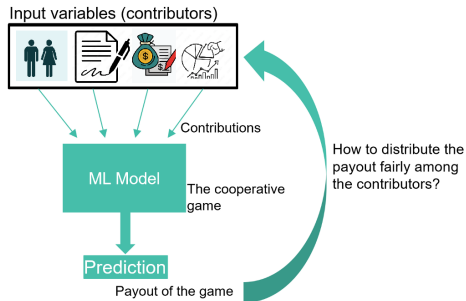 Input variables (contributors)
$
$
Contributions
ML Model
The cooperative
game
How to distribute the
payout fairly among
the contributors?
Prediction
Payout of the game